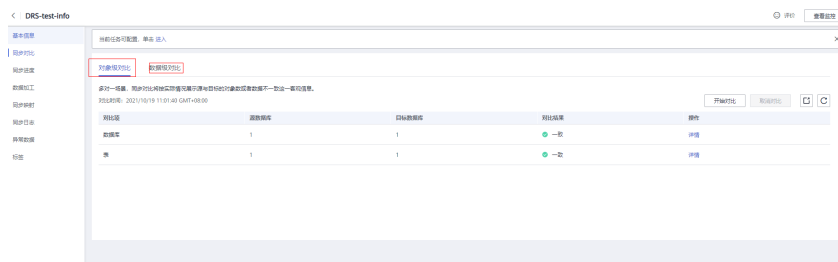 < DRS-test-info
评价
查看监控
基本信息
当前任务可配置，单击 进入
同步对比
同步进度
数据加工
同步映射
同步日志
异常数据
标签
对象级对比
数据级对比
多对一场景，同步对比将按实际情况展示源与目标的对象数或者数据不一致这一客观信息。
对比时间：2021/10/19 11:01:40 GMT+08:00
开始对比
取消对比
对比项 源数据库 目标数据库 对比结果 操作
数据库 1 1 一致 详情
表 1 1 一致 详情